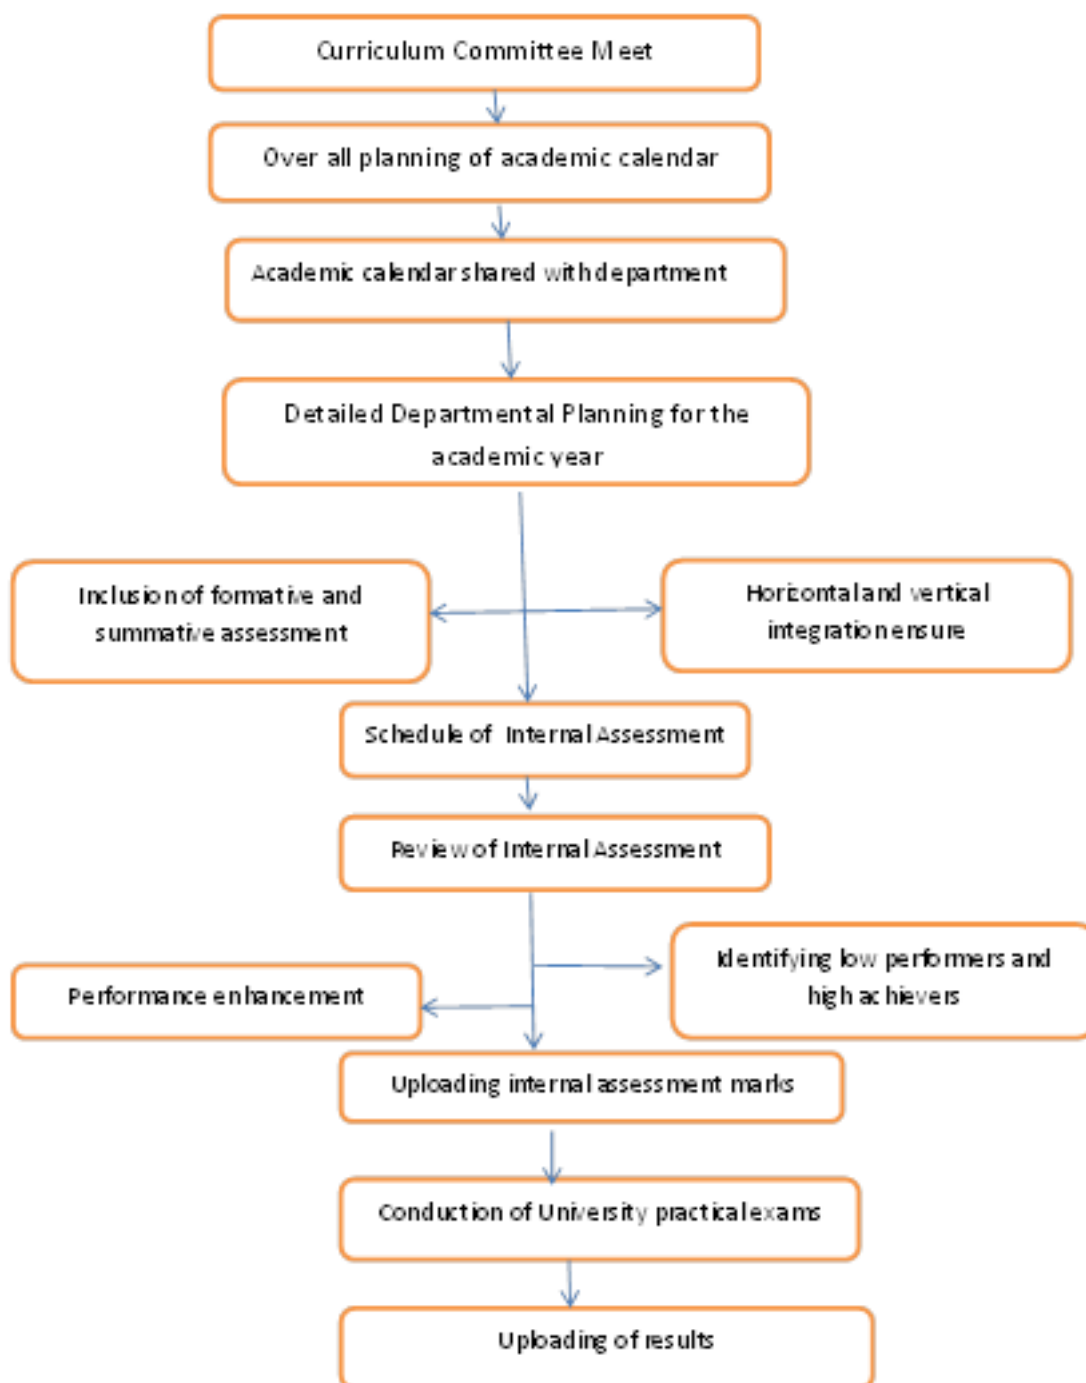 Curriculum Committee Meet
Over all planning of academic calendar
Academic calendar shared with department
Detailed Departmental Planning for the
academic year
Inclusion of formative and
summative assessment
Horizontal and vertical
integration ensure
Schedule of Internal Assessment
Review of Internal Assessment
Identifying low performers and
high achievers
Performance enhancement
Uploading internal assessment marks
Conduction of University practical exams
Uploading of results